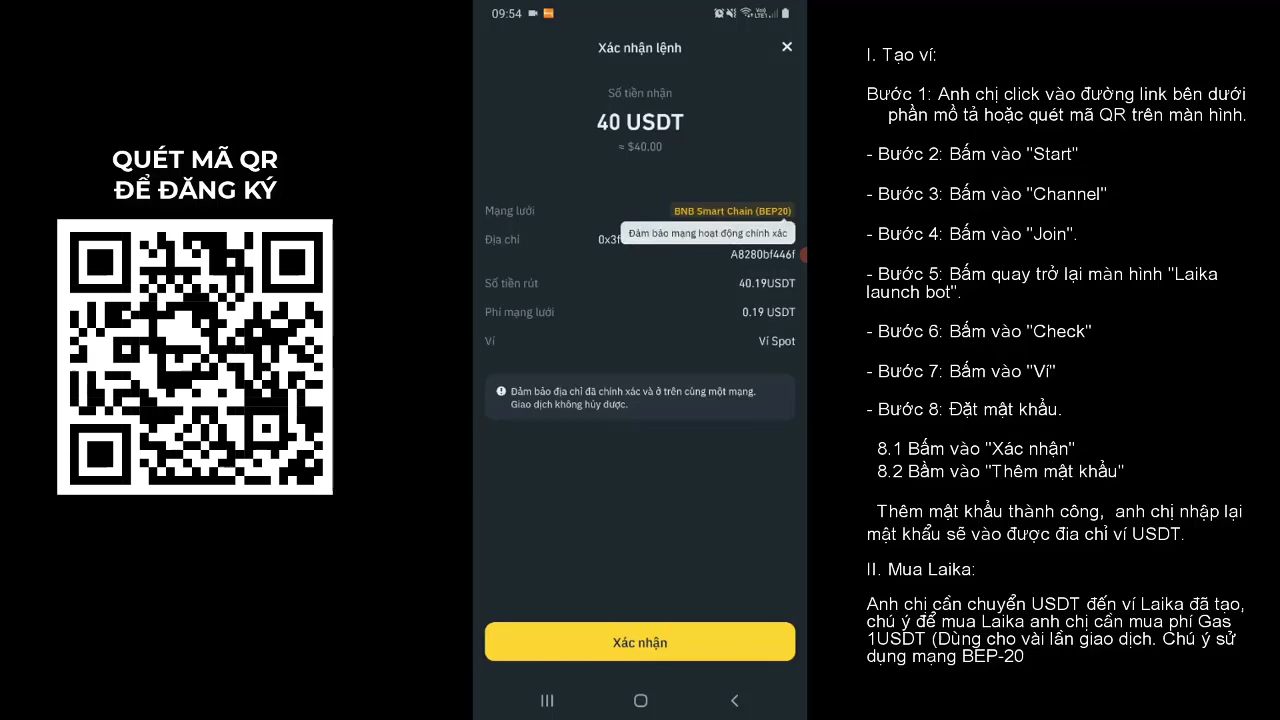 QUÉT MÃ QR
ĐỂ ĐĂNG KÝ
09:54
Xác nhận lệnh
Số tiền nhận
40 USDT
≈ $40.00
Mạng lưới
BNB Smart Chain (BEP20)
Đảm bảo mạng hoạt động chính xác
Địa chỉ
0x3f
A8280bf446f
Số tiền rút
40.19USDT
Phí mạng lưới
0.19 USDT
Ví
Ví Spot
Đảm bảo địa chỉ đã chính xác và ở trên cùng một mạng.
Giao dịch không hủy được.
Xác nhận
I. Tạo ví:
Bước 1: Anh chị click vào đường link bên dưới
phần mô tả hoặc quét mã QR trên màn hình.
- Bước 2: Bấm vào "Start"
- Bước 3: Bấm vào "Channel"
- Bước 4: Bấm vào "Join".
- Bước 5: Bấm quay trở lại màn hình "Laika
launch bot".
- Bước 6: Bấm vào "Check"
- Bước 7: Bấm vào "Ví"
- Bước 8: Đặt mật khẩu.
8.1 Bấm vào "Xác nhận"
8.2 Bầm vào "Thêm mật khẩu"
Thêm mật khẩu thành công, anh chị nhập lại
mật khẩu sẽ vào được đia chỉ ví USDT.
II. Mua Laika:
Anh chị cần chuyển USDT đến ví Laika đã tạo,
chú ý để mua Laika anh chị cần mua phí Gas
1USDT (Dùng cho vài lần giao dịch. Chú ý sử
dụng mạng BEP-20